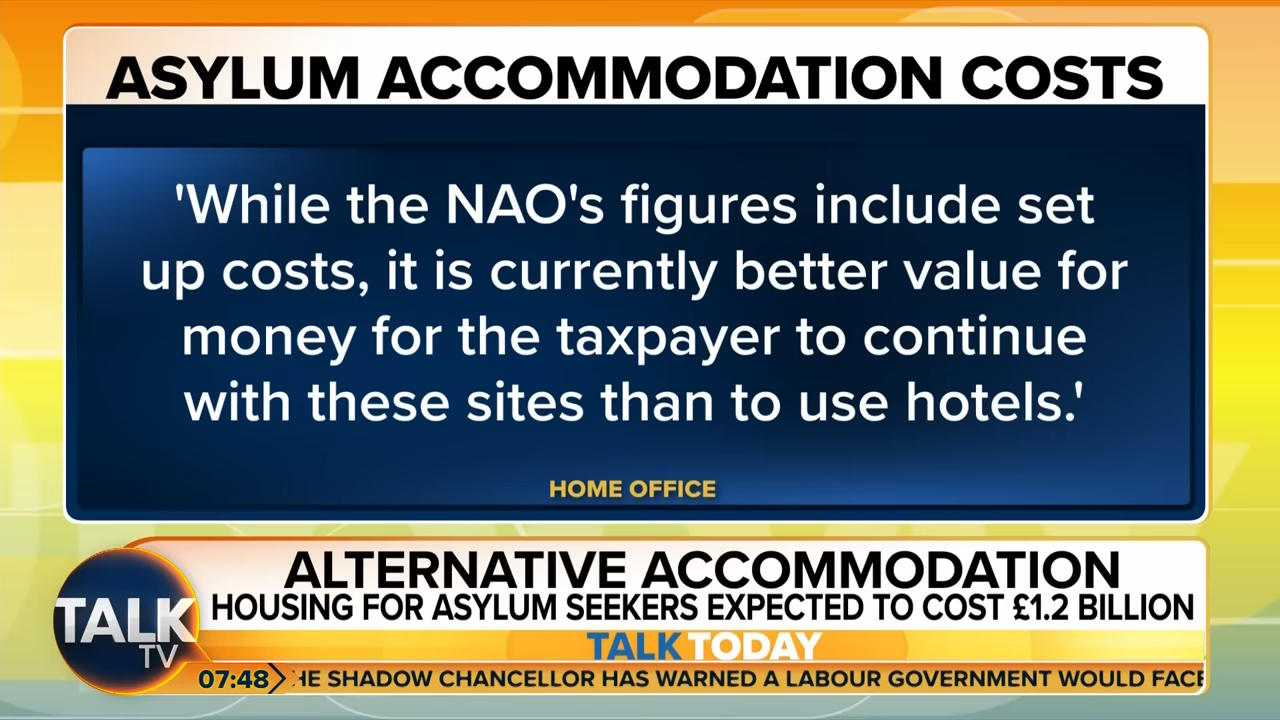 ASYLUM ACCOMMODATION COSTS
'While the NAO's figures include set
up costs, it is currently better value for
money for the taxpayer to continue
with these sites than to use hotels.'
HOME OFFICE
ALTERNATIVE ACCOMMODATION
HOUSING FOR ASYLUM SEEKERS EXPECTED TO COST £1.2 BILLION
TALK TV
TALK TODAY
07:48
HE SHADOW CHANCELLOR HAS WARNED A LABOUR GOVERNMENT WOULD FACE